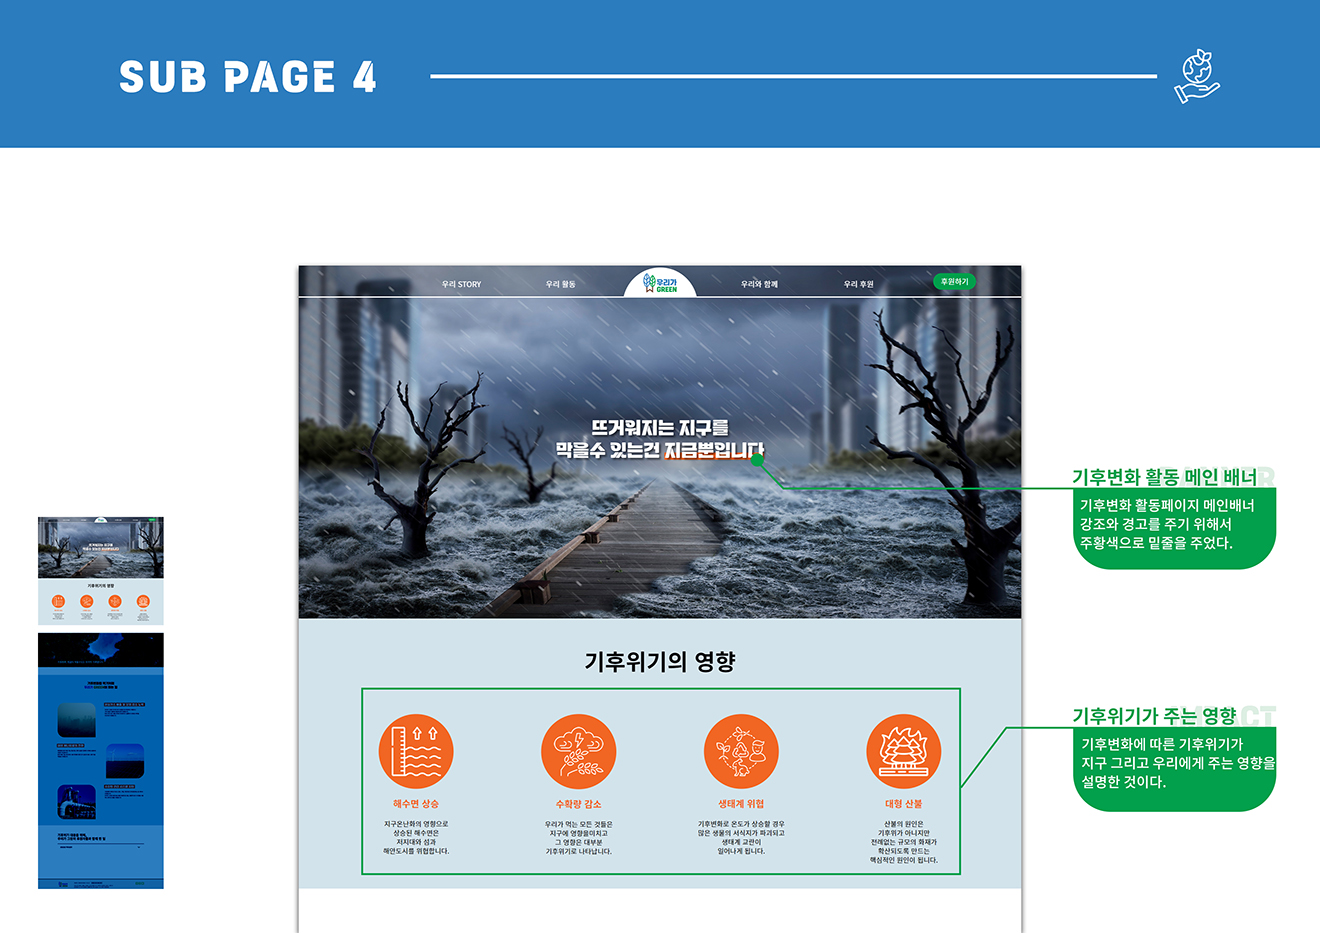 SUB PAGE 4
우리 STORY
우리 활동
우리가
GREEN
우리와 함께
우리 후원
후원하기
뜨거워지는 지구를
막을수 있는건 지금뿐입니다
기후변화 활동 메인 배너
기후변화 활동페이지 메인배너
강조와 경고를 주기 위해서
주황색으로 밑줄을 주었다.
기후위기의 영향
해수면 상승
지구온난화의 영향으로
상승된 해수면은
저지대와 섬과
해안도시를 위협합니다.
수확량 감소
우리가 먹는 모든 것들은
지구에 영향을미치고
그 영향은 대부분
기후위기로 나타납니다.
생태계 위협
기후변화로 온도가 상승할 경우
많은 생물의 서식지가 파괴되고
생태계 교란이
일어나게 됩니다.
대형 산불
산불의 원인은
기후위가 아니지만
전례없는 규모의 화재가
확산되도록 만드는
핵심적인 원인이 됩니다.
기후위기가 주는 영향
기후변화에 따른 기후위기가
지구 그리고 우리에게 주는 영향을
설명한 것이다.